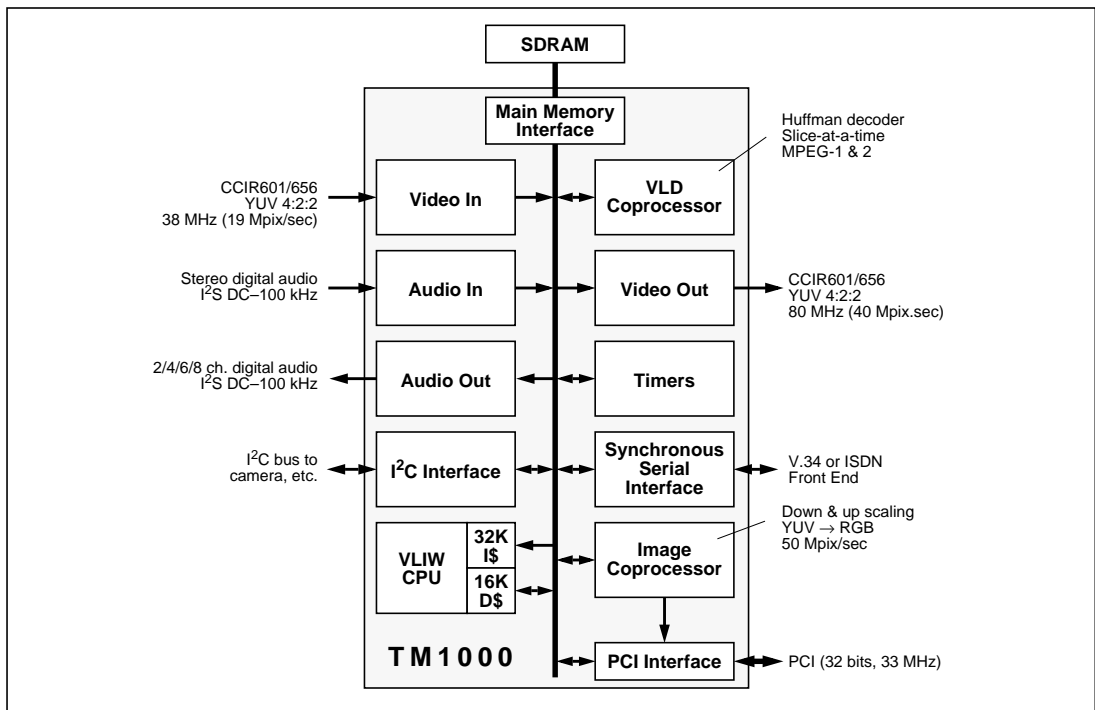 SDRAM
Main Memory
Interface
Huffman decoder
Slice-at-a-time
MPEG-1 & 2
CCIR601/656
YUV 4:2:2
38 MHz (19 Mpix/sec)
Video In
VLD
Coprocessor
Stereo digital audio
I²S DC–100 kHz
Audio In
Video Out
CCIR601/656
YUV 4:2:2
80 MHz (40 Mpix.sec)
2/4/6/8 ch. digital audio
I²S DC–100 kHz
Audio Out
Timers
I²C bus to
camera, etc.
I²C Interface
Synchronous
Serial
Interface
V.34 or ISDN
Front End
Down & up scaling
YUV → RGB
50 Mpix/sec
VLIW
CPU
32K
I$
16K
D$
Image
Coprocessor
TM1000
PCI Interface
PCI (32 bits, 33 MHz)